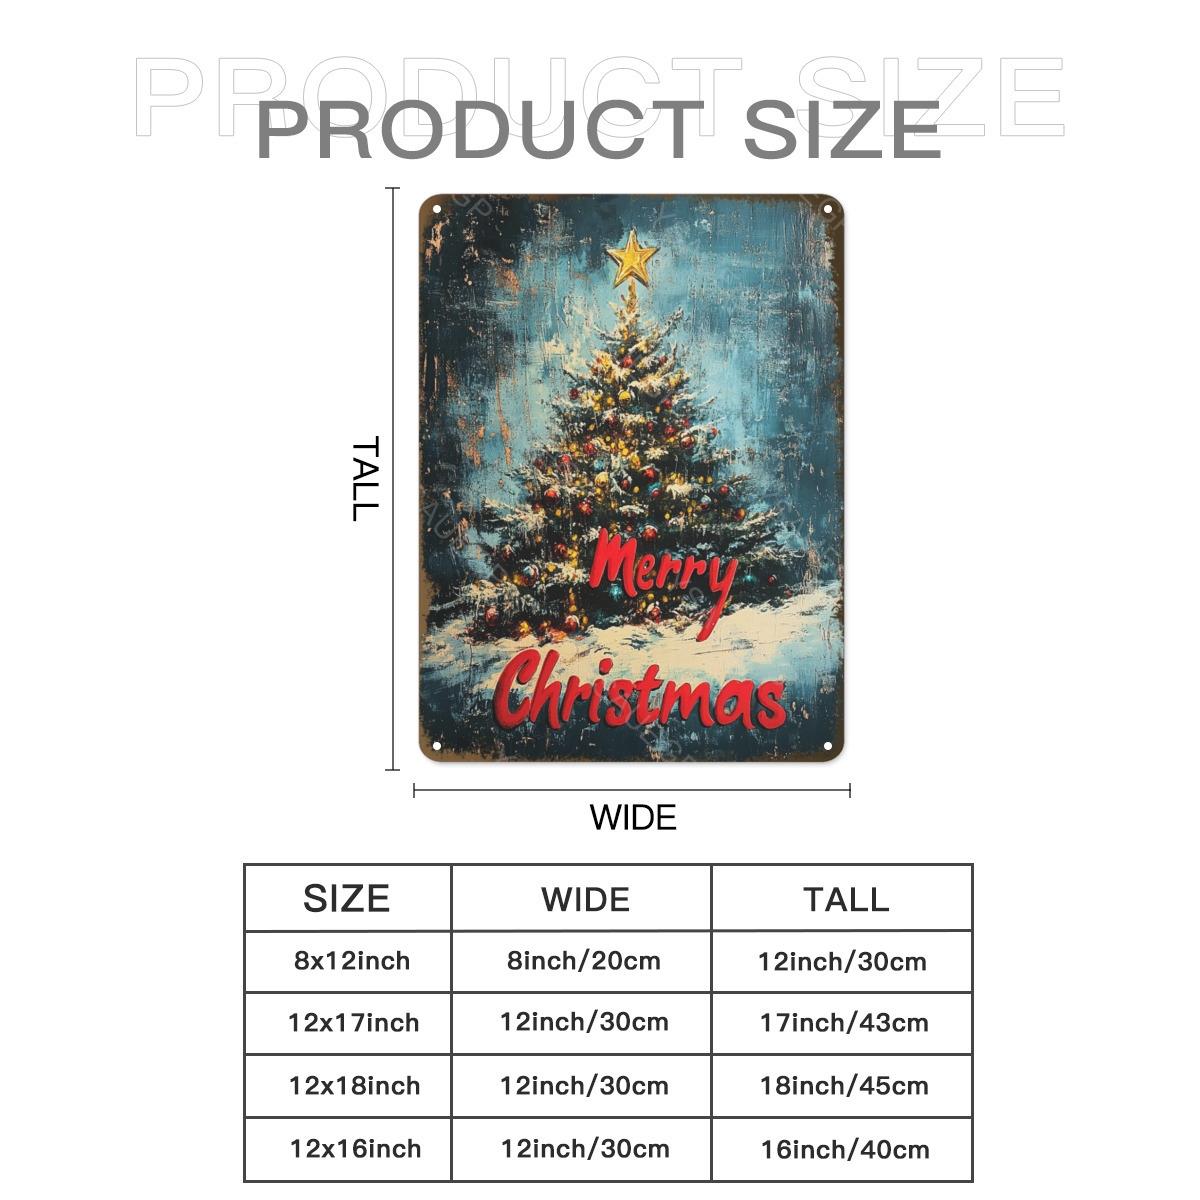 PRODUCT SIZE
PRODUCT SIZE
TALL
Merry
Christmas
WIDE
SIZE WIDE TALL
8x12inch 8inch/20cm 12inch/30cm
12x17inch 12inch/30cm 17inch/43cm
12x18inch 12inch/30cm 18inch/45cm
12x16inch 12inch/30cm 16inch/40cm